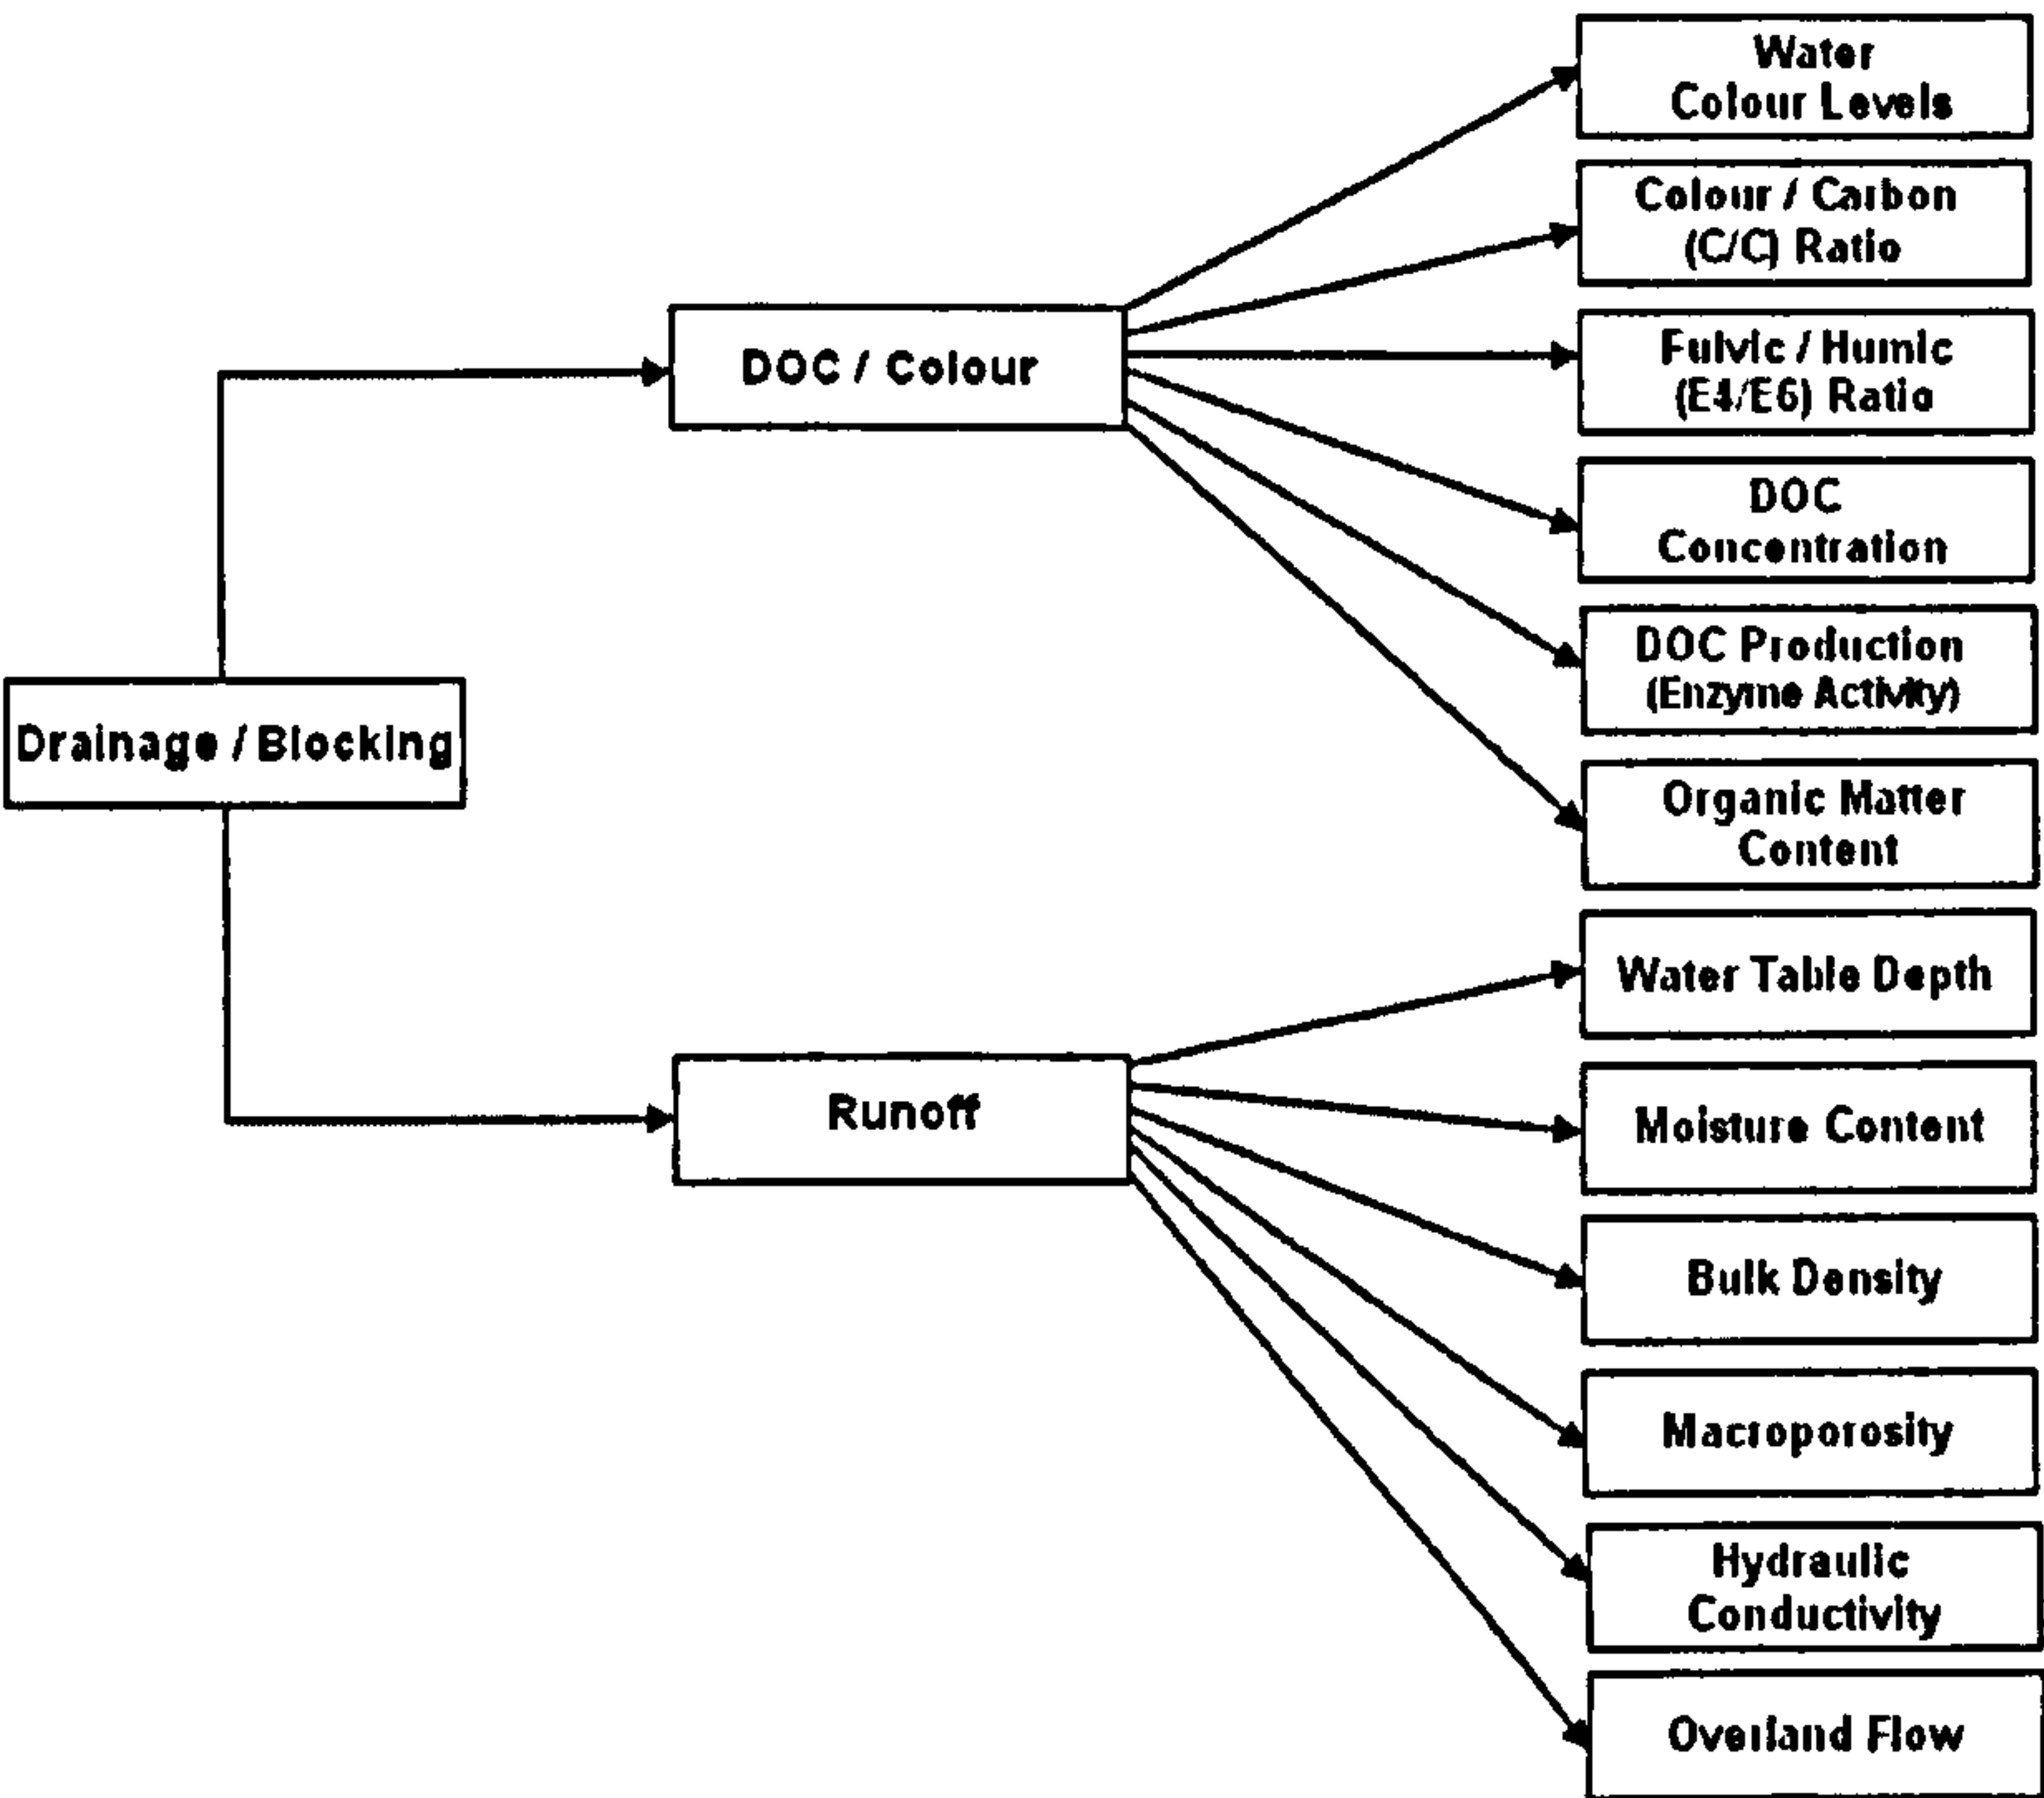 Water
Colour Levels
Colour / Carbon
(C/C) Ratio
Fulvic / Humic
(E4/E6) Ratio
DOC / Colour
DOC
Concentration
DOC Production
(Enzyme Activity)
Drainage / Blocking
Organic Matter
Content
Water Table Depth
Runoff
Moisture Content
Bulk Density
Macroporosity
Hydraulic
Conductivity
Overland Flow